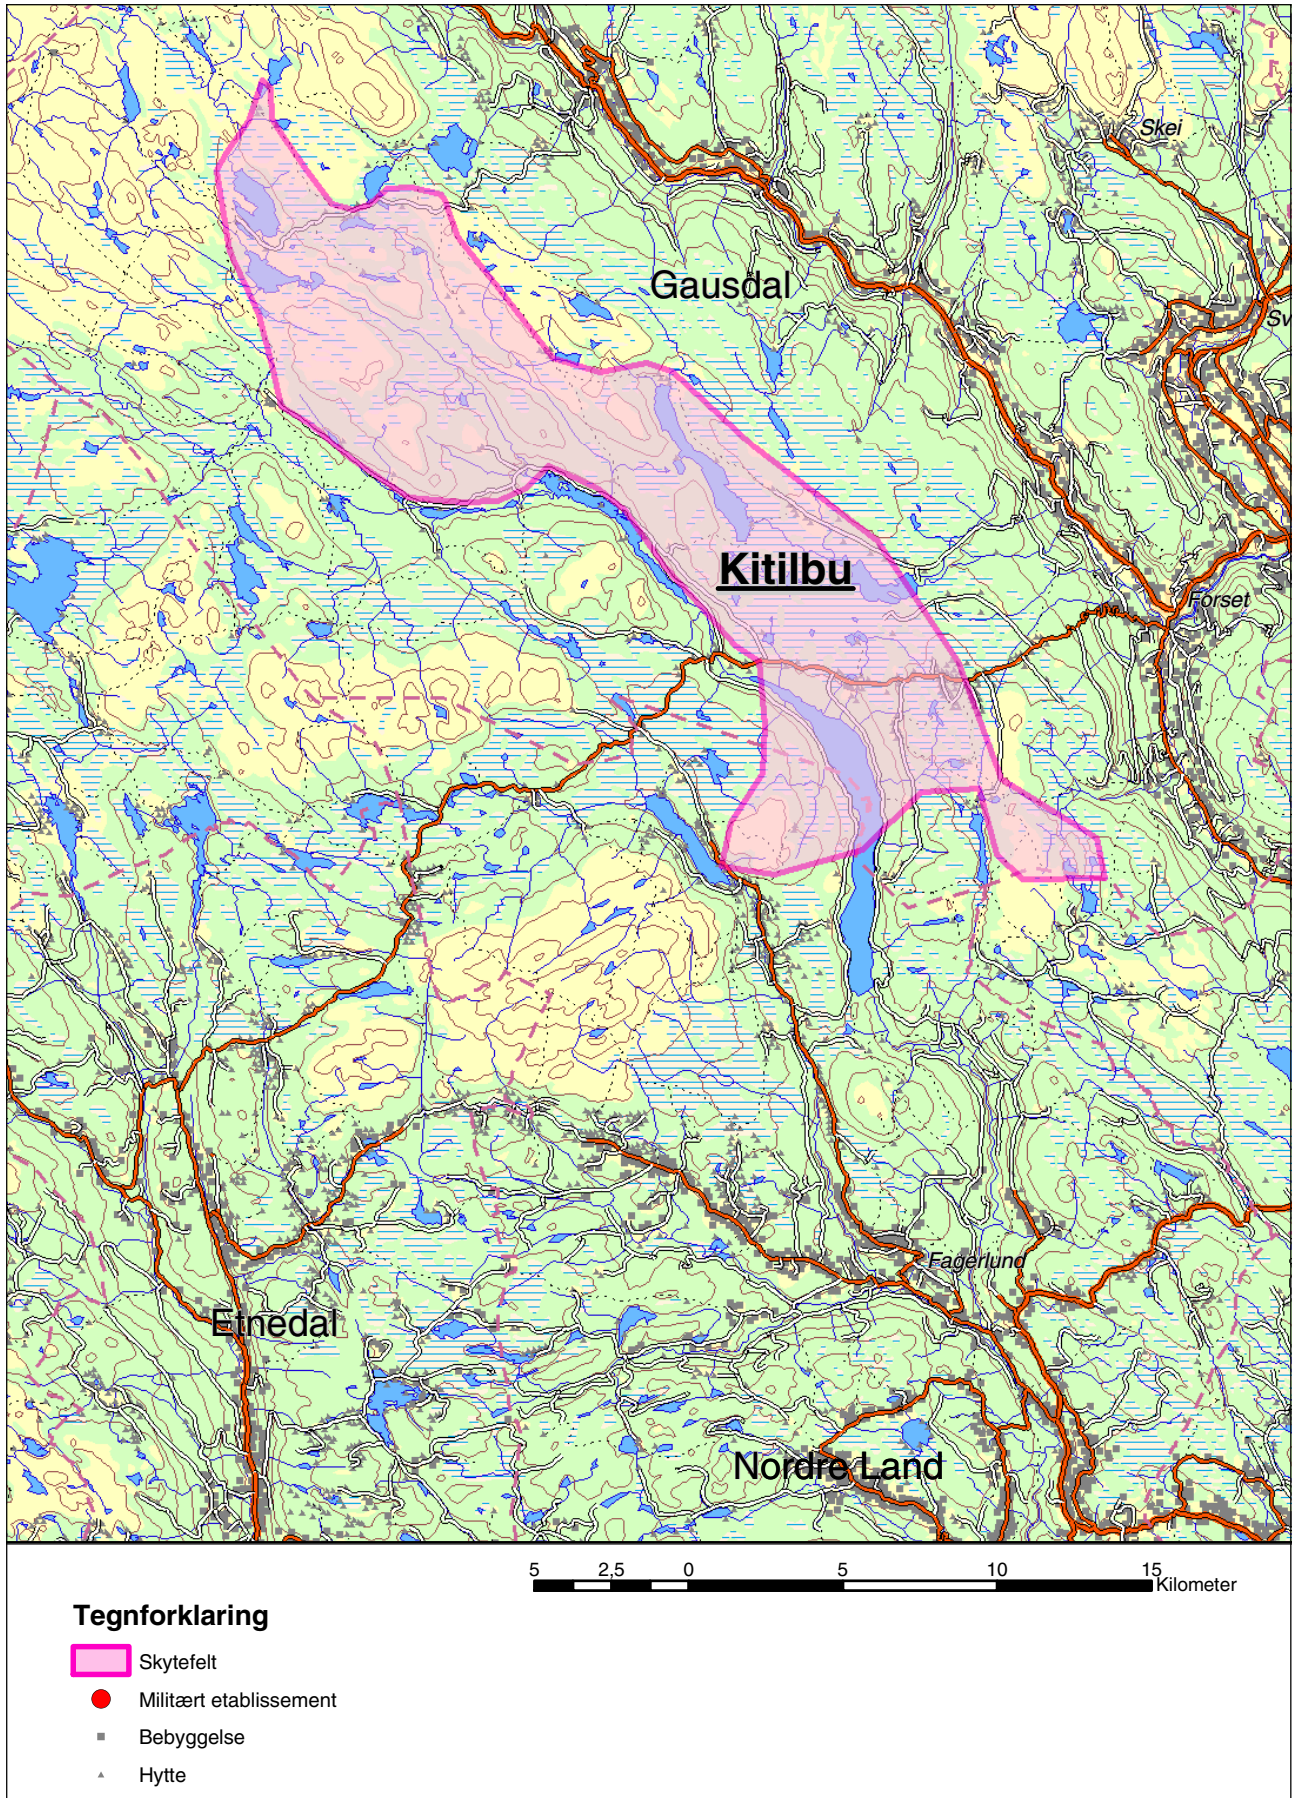 Skei
Gausdal
Sv
Kitilbu
Forset
Fagerlund
Etnedal
Nordre Land
5 2,5 0 5 10 15
Kilometer
Tegnforklaring
Skytefelt
Militært etablissement
Bebyggelse
Hytte